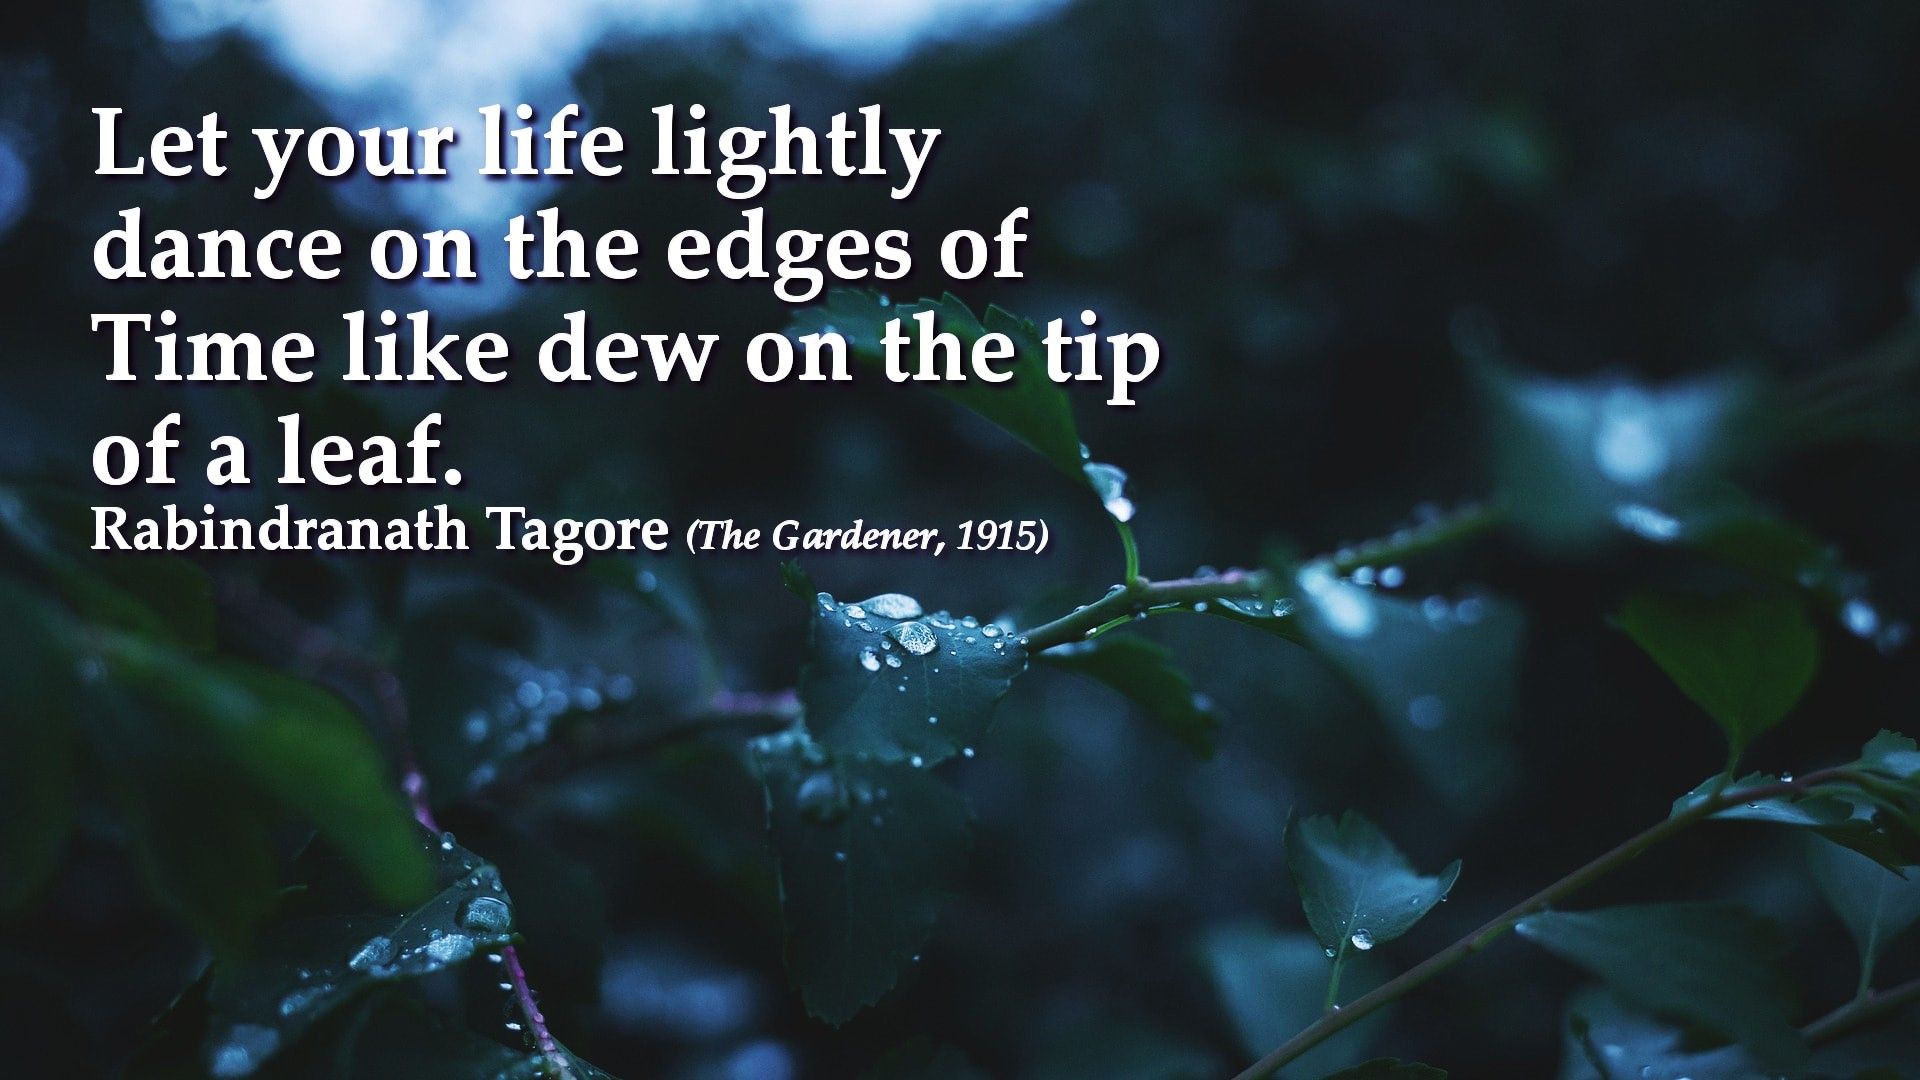 Let your life lightly
dance on the edges of
Time like dew on the tip
of a leaf.
Rabindranath Tagore (The Gardener, 1915)